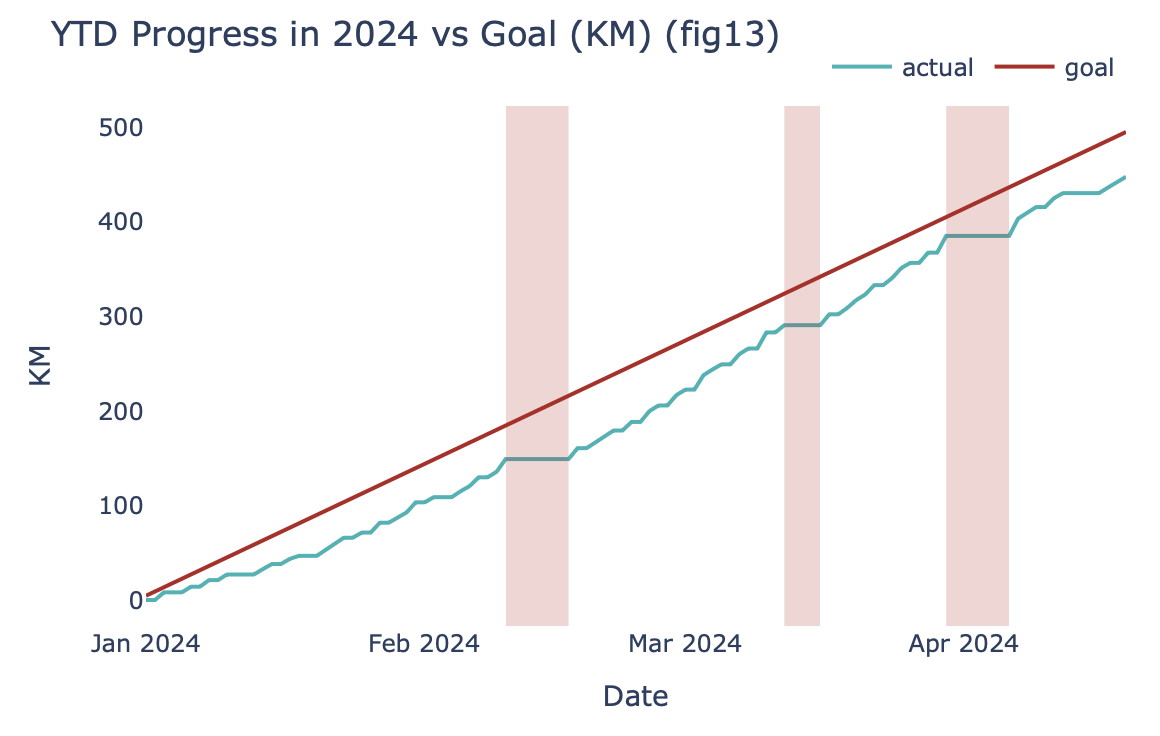 YTD Progress in 2024 vs Goal (KM) (fig13)
actual
goal
500
400
300
200
100
0
KM
Jan 2024
Feb 2024
Mar 2024
Apr 2024
Date